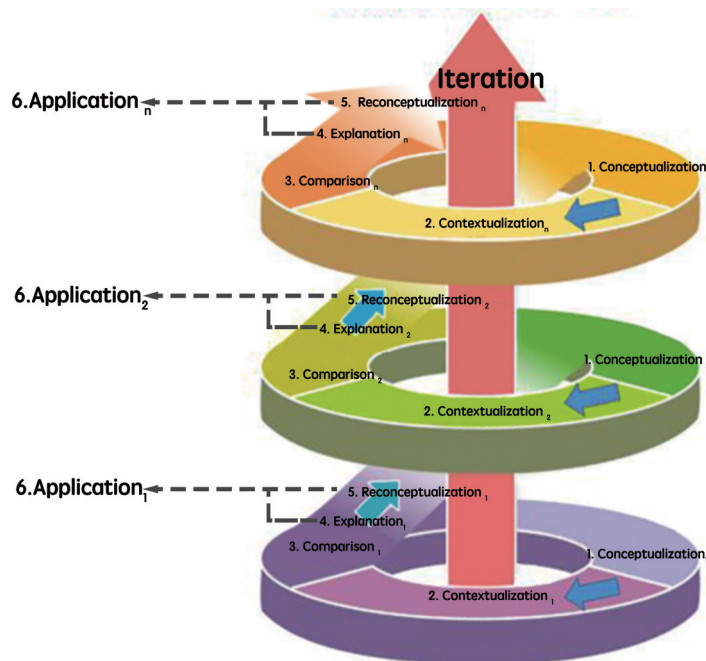 Iteration
6.Application n
5. Reconceptualization n
4. Explanation n
3. Comparison n
1. Conceptualization
2. Contextualization n
6.Application 2
5. Reconceptualization 2
4. Explanation 2
3. Comparison 2
1. Conceptualization
2. Contextualization 2
6.Application 1
5. Reconceptualization 1
4. Explanation 1
3. Comparison 1
1. Conceptualization
2. Contextualization 1